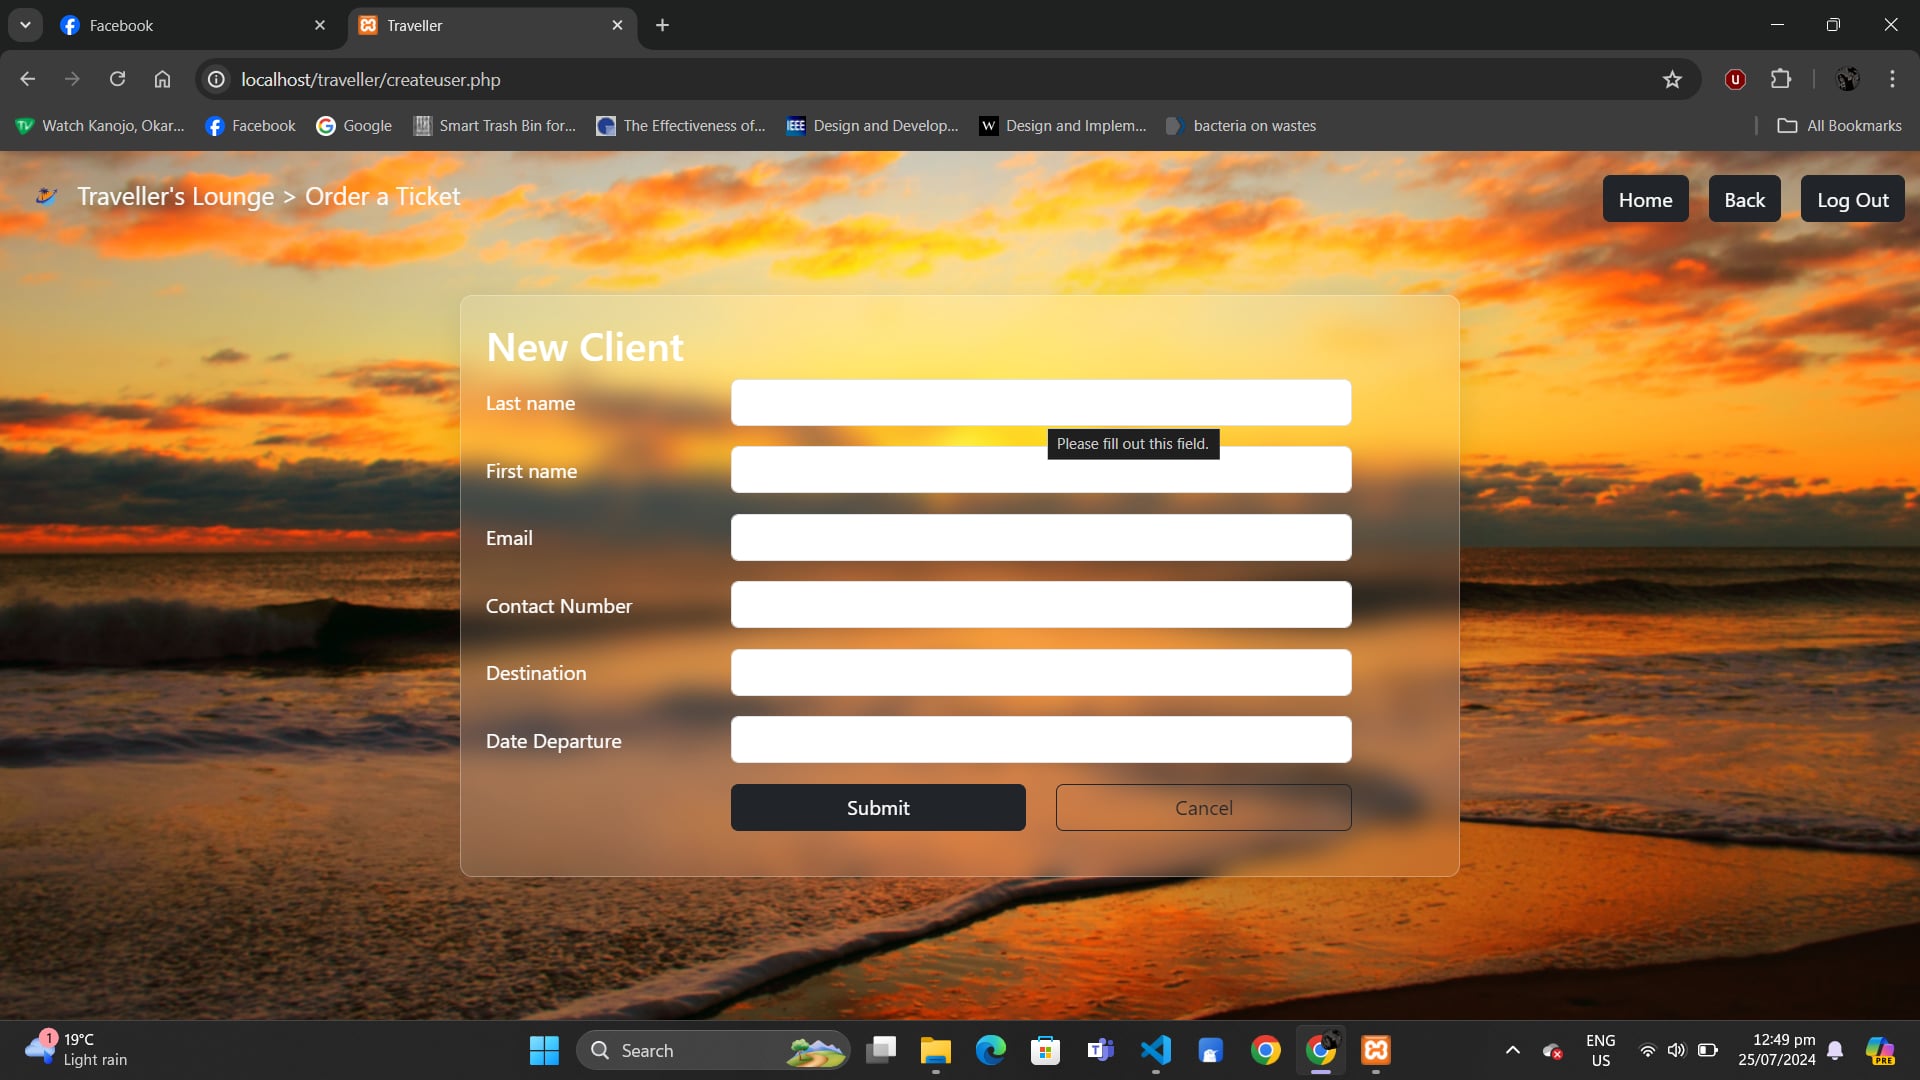 Facebook
Traveller
localhost/traveller/createuser.php
Watch Kanojo, Okar...
Facebook
Google
Smart Trash Bin for...
The Effectiveness of...
IEEE
Design and Develop...
W
Design and Implem...
bacteria on wastes
All Bookmarks
Traveller's Lounge > Order a Ticket
Home
Back
Log Out
New Client
Last name
Please fill out this field.
First name
Email
Contact Number
Destination
Date Departure
Submit
Cancel
1
19°C
Light rain
Search
ENG
US
12:49 pm
25/07/2024
PRE